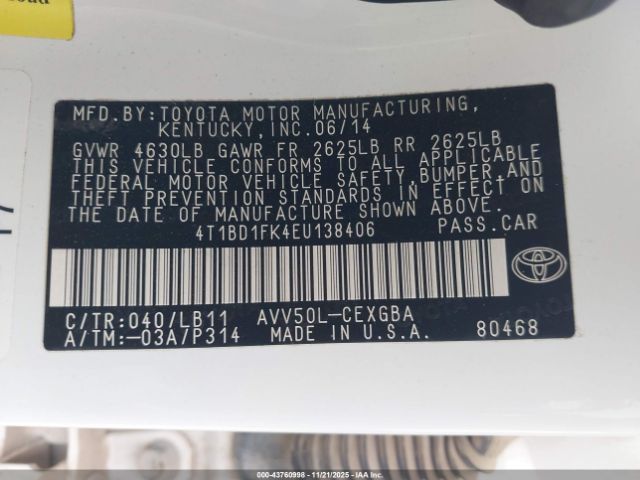 MFD.BY:TOYOTA MOTOR MANUFACTURING,
KENTUCKY,INC.06/14
GVWR 4630LB GAWR FR 2625LB RR 2625LB
THIS VEHICLE CONFORMS TO ALL APPLICABLE
FEDERAL MOTOR VEHICLE SAFETY,BUMPER,AND
THEFT PREVENTION STANDARDS IN EFFECT ON
THE DATE OF MANUFACTURE SHOWN ABOVE.
4T1BD1FK4EU138406 PASS.CAR
C/TR:040/LB11 AVV50L-CEXGBA
A/TM:-03A/P314 MADE IN U.S.A. 80468
000-43760998 - 11/21/2025 - IAA